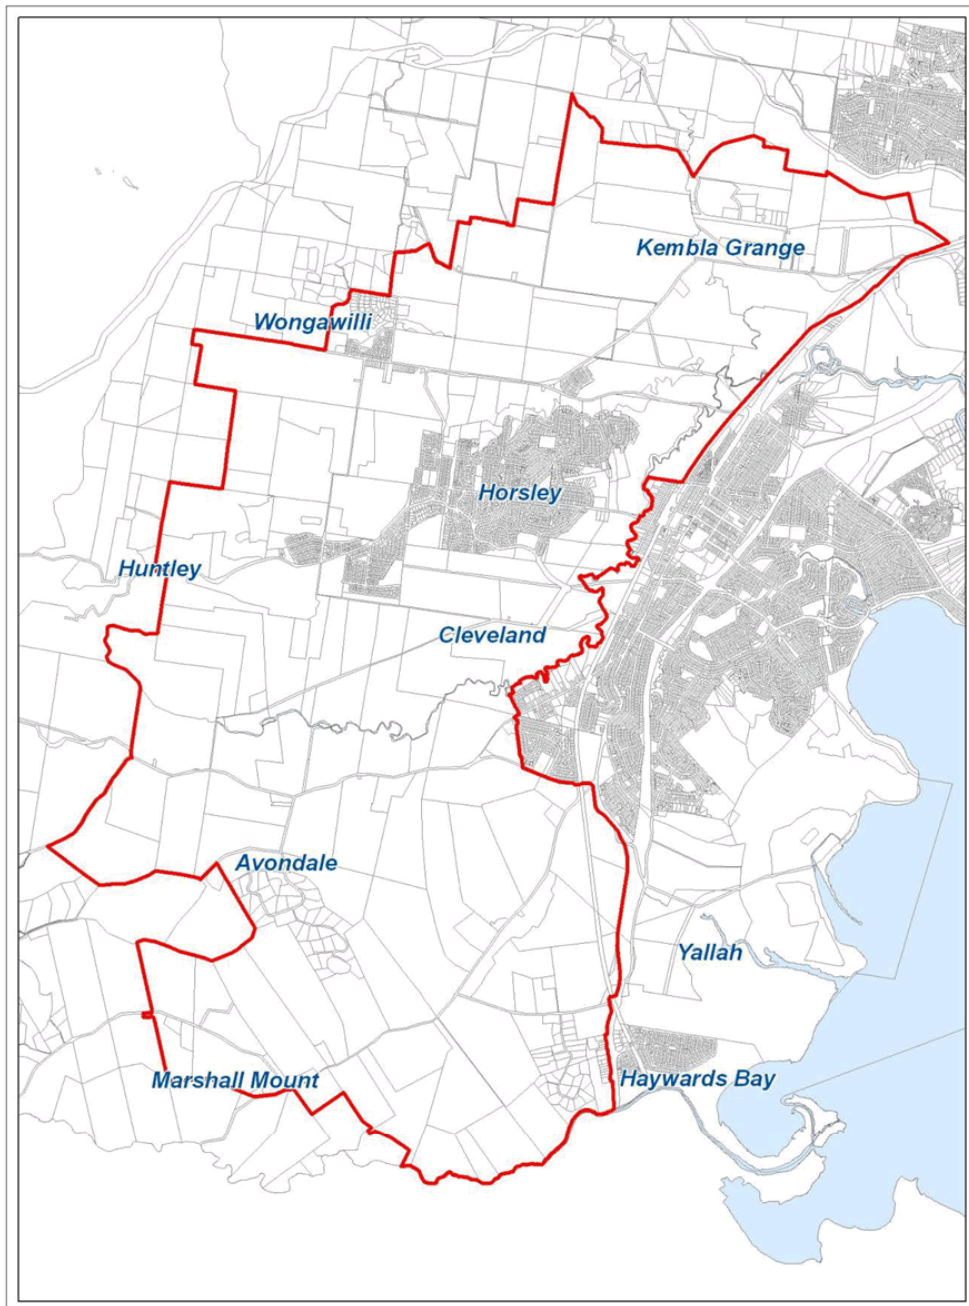 Kembla Grange
Wongawilli
Horsley
Huntley
Cleveland
Avondale
Yallah
Marshall Mount
Haywards Bay